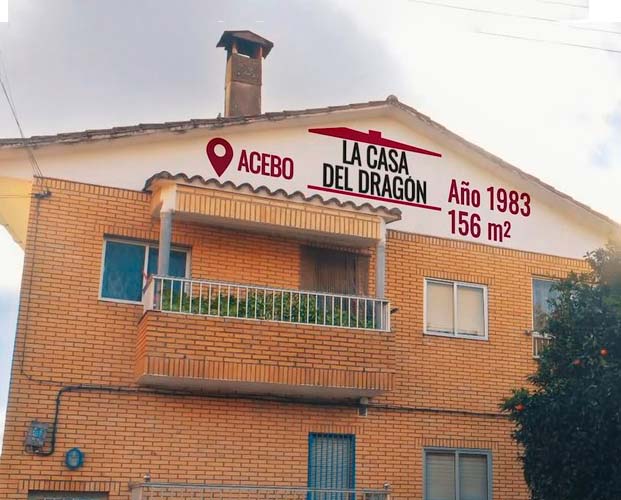 ACEBO
LA CASA
DEL DRAGÓN
Año 1983
156 m²